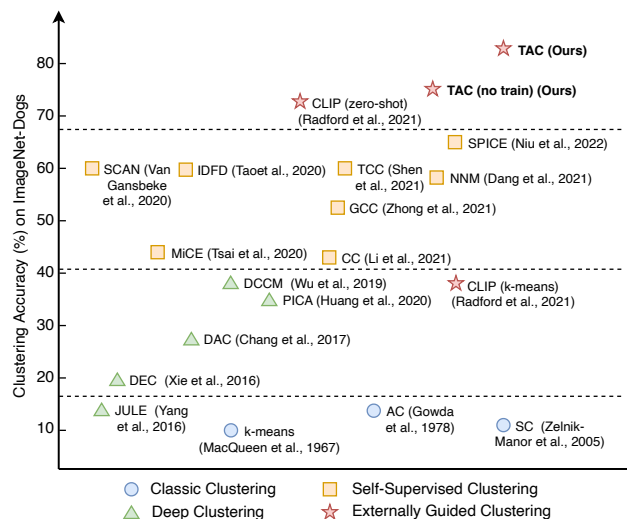 Clustering Accuracy (%) on ImageNet-Dogs
80
70
60
50
40
30
20
10
TAC (Ours)
TAC (no train) (Ours)
CLIP (zero-shot)
(Radford et al., 2021)
SPICE (Niu et al., 2022)
SCAN (Van
Gansbeke
et al., 2020)
IDFD (Taoet al., 2020)
TCC (Shen
et al., 2021)
NNM (Dang et al., 2021)
GCC (Zhong et al., 2021)
MiCE (Tsai et al., 2020)
CC (Li et al., 2021)
DCCM (Wu et al., 2019)
PICA (Huang et al., 2020)
CLIP (k-means)
(Radford et al., 2021)
DAC (Chang et al., 2017)
DEC (Xie et al., 2016)
JULE (Yang
et al., 2016)
k-means
(MacQueen et al., 1967)
AC (Gowda
et al., 1978)
SC (Zelnik-
Manor et al., 2005)
Classic Clustering
Self-Supervised Clustering
Deep Clustering
Externally Guided Clustering